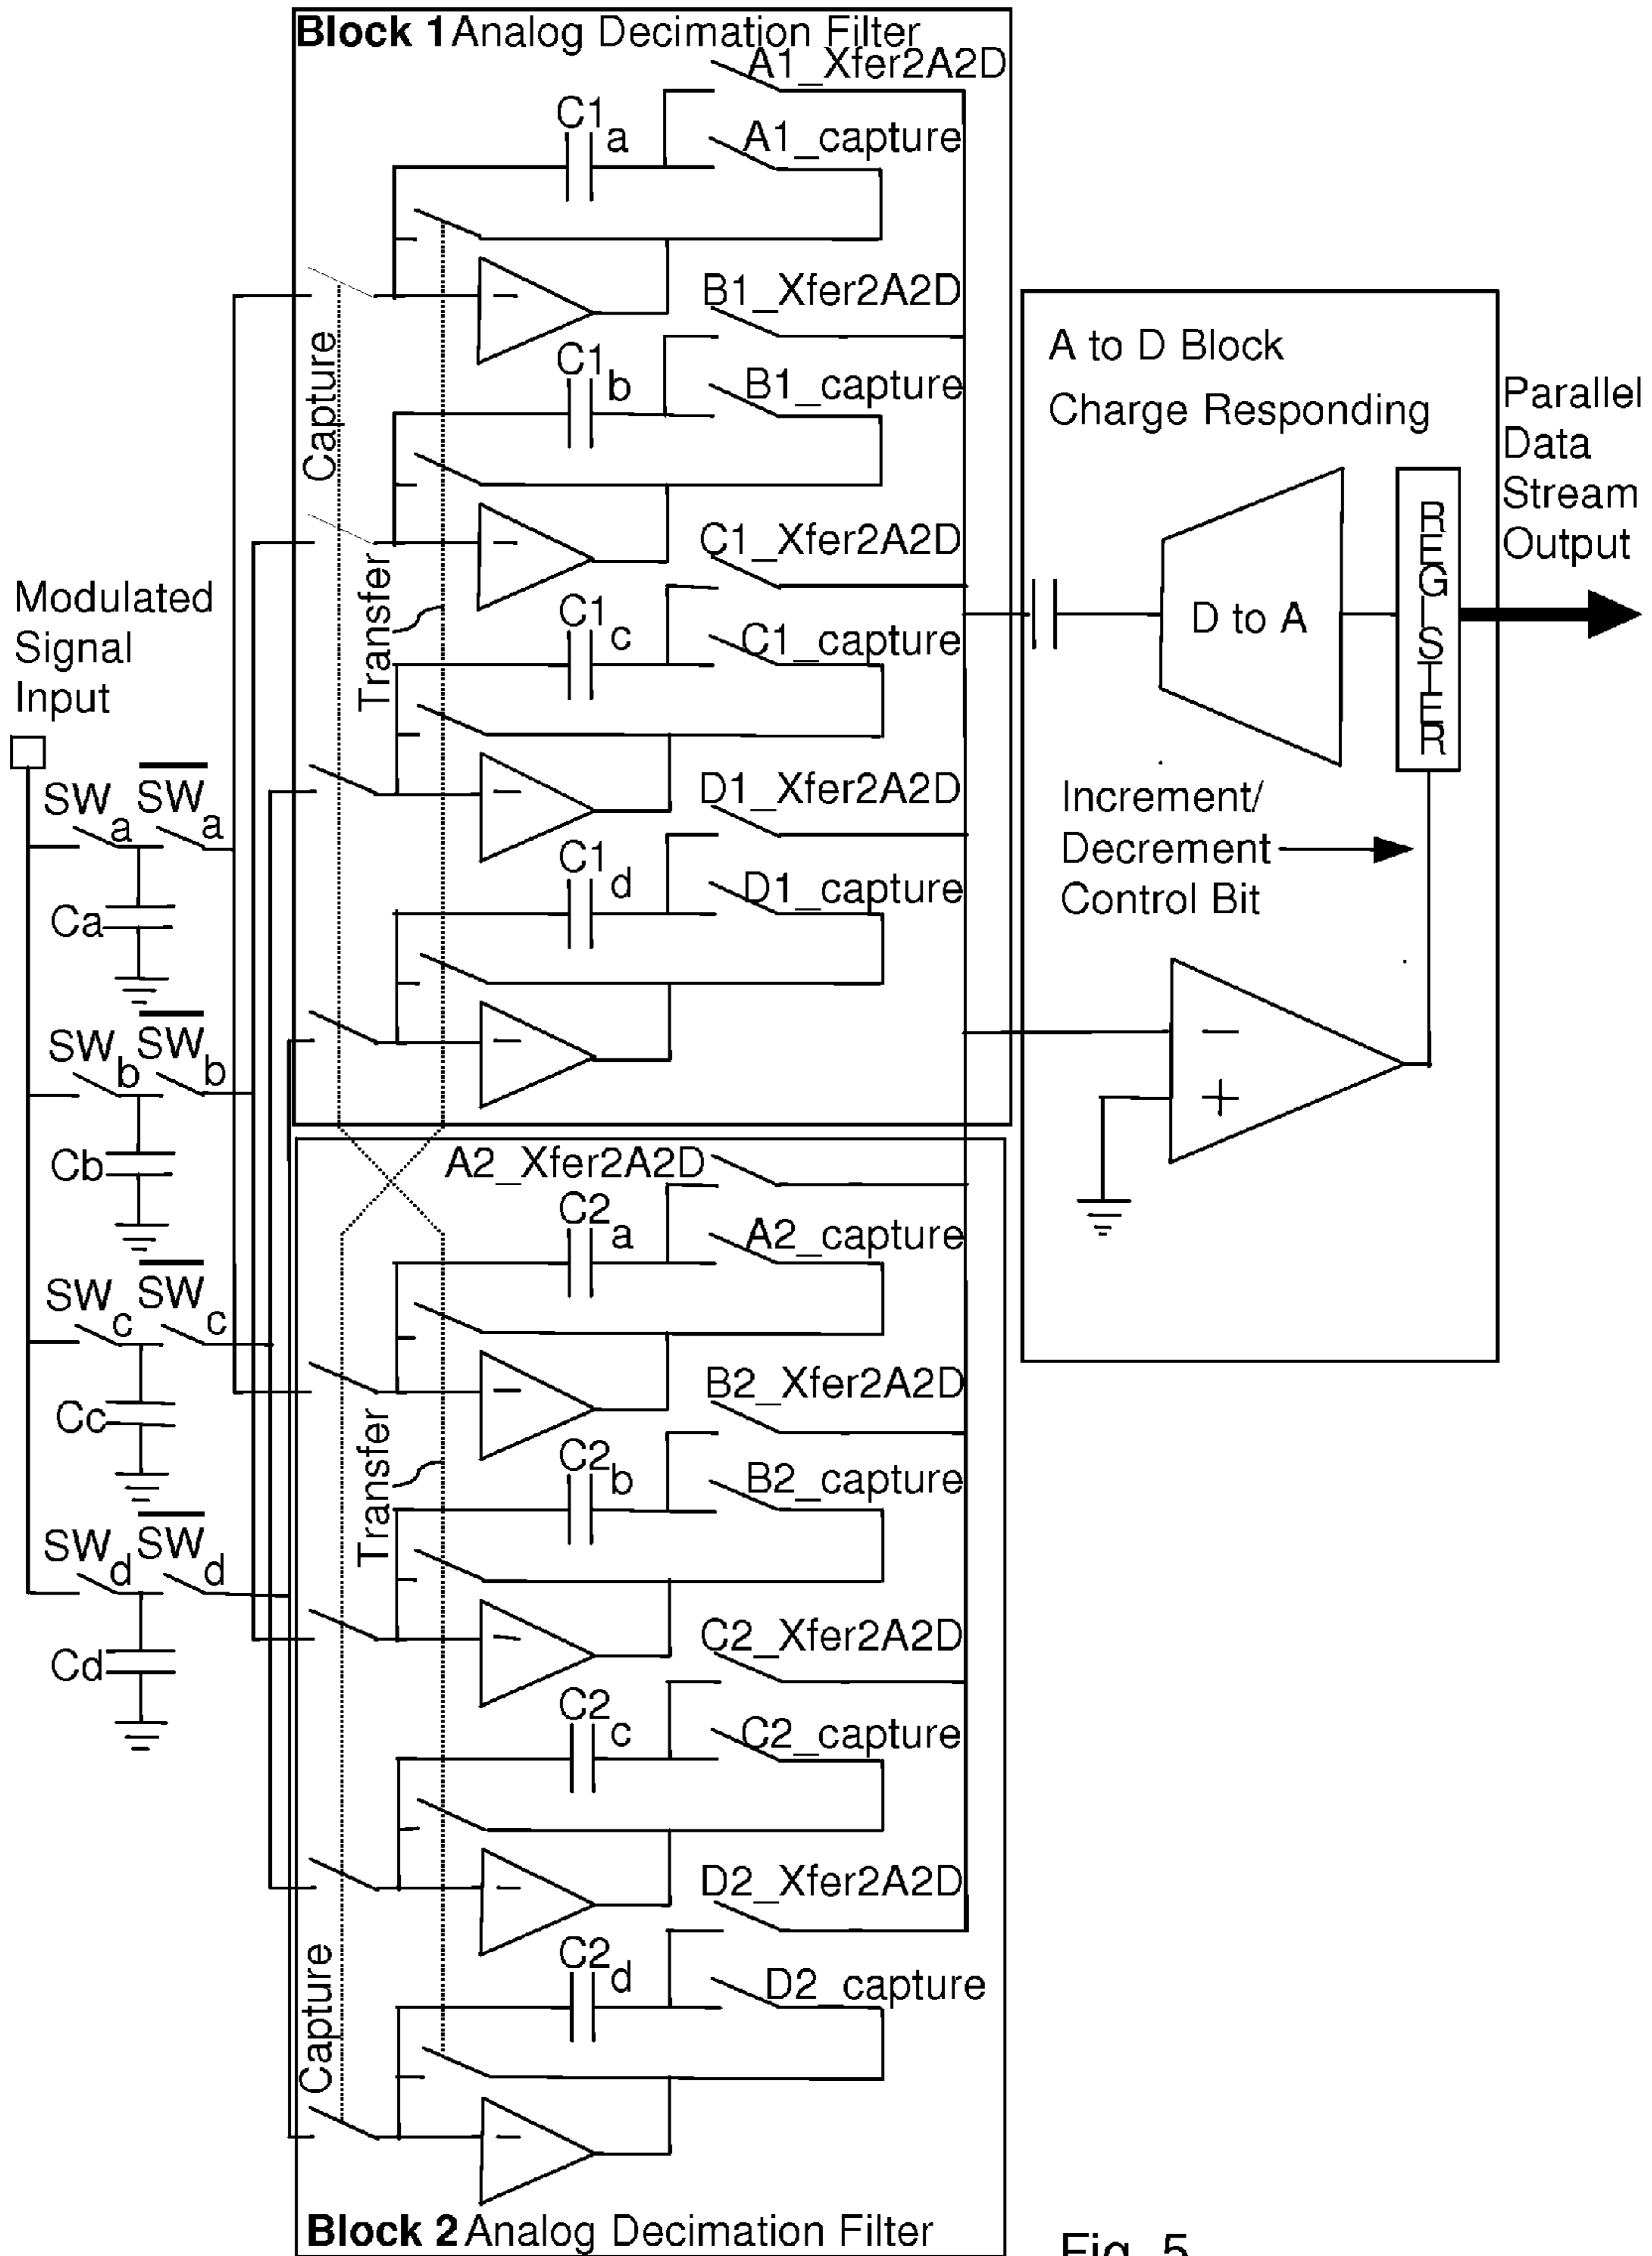 Block 1 Analog Decimation Filter
A1_Xfer2A2D
C1a
A1_capture
B1_Xfer2A2D
Capture
C1b
B1_capture
C1_Xfer2A2D
Transfer
C1c
C1_capture
D1_Xfer2A2D
C1d
D1_capture
Modulated
Signal
Input
SWa SWa
Ca
SWb SWb
Cb
SWc SWc
Cc
SWd SWd
Cd
A to D Block
Charge Responding
D to A
REGISTER
Parallel
Data
Stream
Output
Increment/
Decrement
Control Bit
A2_Xfer2A2D
C2a
A2_capture
B2_Xfer2A2D
Transfer
C2b
B2_capture
C2_Xfer2A2D
C2c
C2_capture
D2_Xfer2A2D
Capture
C2d
D2_capture
Block 2 Analog Decimation Filter
Fig. 5